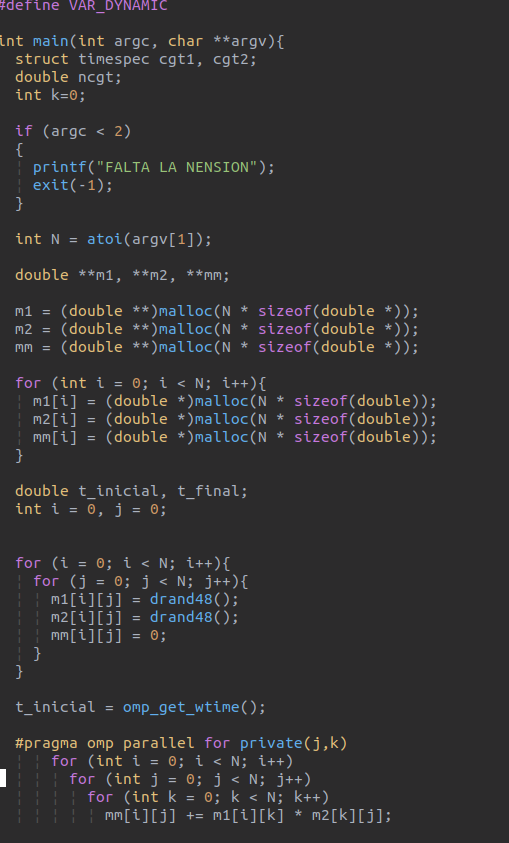 #define VAR_DYNAMIC
int main(int argc, char **argv){
struct timespec cgt1, cgt2;
double ncgt;
int k=0;
if (argc < 2)
{
printf("FALTA LA NENSION");
exit(-1);
}
int N = atoi(argv[1]);
double **m1, **m2, **mm;
m1 = (double **)malloc(N * sizeof(double *));
m2 = (double **)malloc(N * sizeof(double *));
mm = (double **)malloc(N * sizeof(double *));
for (int i = 0; i < N; i++){
m1[i] = (double *)malloc(N * sizeof(double));
m2[i] = (double *)malloc(N * sizeof(double));
mm[i] = (double *)malloc(N * sizeof(double));
}
double t_inicial, t_final;
int i = 0, j = 0;
for (i = 0; i < N; i++){
for (j = 0; j < N; j++){
m1[i][j] = drand48();
m2[i][j] = drand48();
mm[i][j] = 0;
}
}
t_inicial = omp_get_wtime();
#pragma omp parallel for private(j,k)
for (int i = 0; i < N; i++)
for (int j = 0; j < N; j++)
for (int k = 0; k < N; k++)
mm[i][j] += m1[i][k] * m2[k][j];